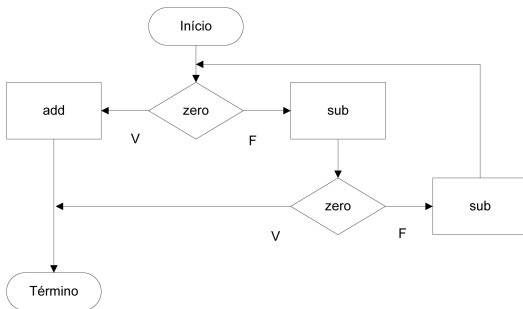 Início
add
zero
sub
V
F
zero
sub
V
F
Término